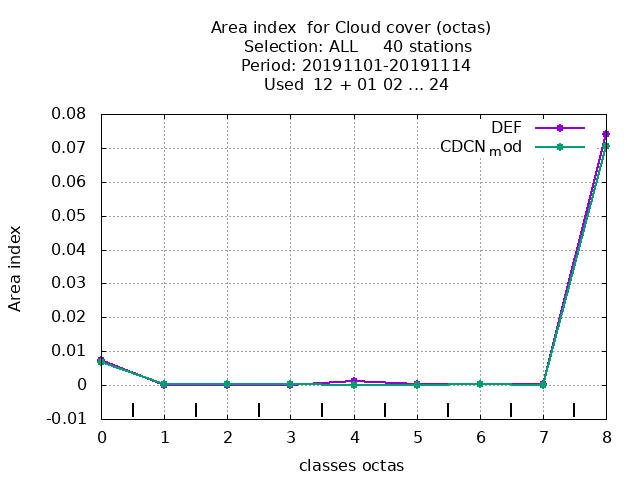 Area index  for Cloud cover (octas)
Selection: ALL     40 stations
Period: 20191101-20191114
Used  12 + 01 02 ... 24
DEF
CDCNmod
0.08
0.07
0.06
0.05
0.04
0.03
0.02
0.01
0
-0.01
Area index
0 1 2 3 4 5 6 7 8
classes octas